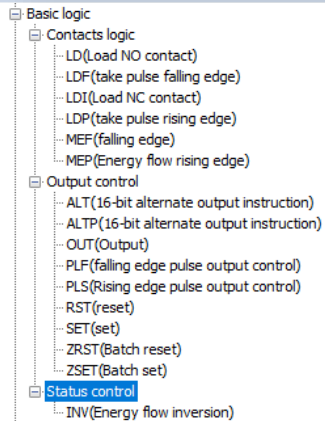 Basic logic
Contacts logic
LD(Load NO contact)
LDF(take pulse falling edge)
LDI(Load NC contact)
LDP(take pulse rising edge)
MEF(falling edge)
MEP(Energy flow rising edge)
Output control
ALT(16-bit alternate output instruction)
ALTP(16-bit alternate output instruction)
OUT(Output)
PLF(falling edge pulse output control)
PLS(Rising edge pulse output control)
RST(reset)
SET(set)
ZRST(Batch reset)
ZSET(Batch set)
Status control
INV(Energy flow inversion)